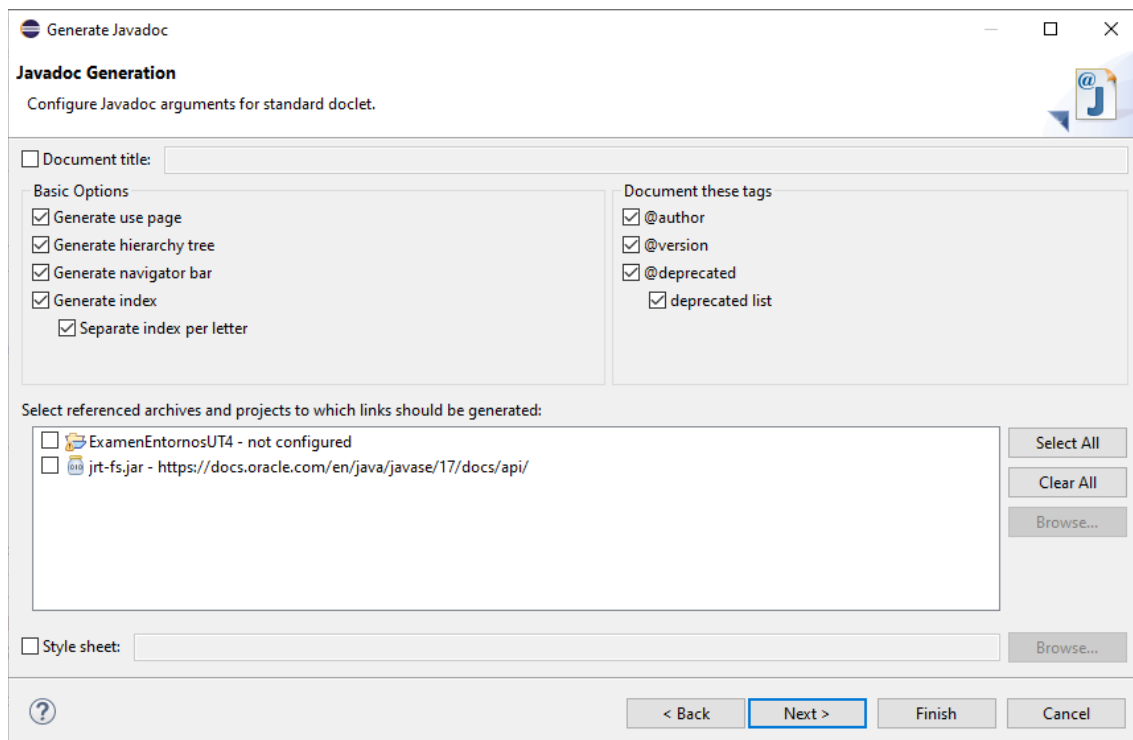 Generate Javadoc
Javadoc Generation
Configure Javadoc arguments for standard doclet.
@
J
Document title:
Basic Options
Generate use page
Generate hierarchy tree
Generate navigator bar
Generate index
Separate index per letter
Document these tags
@author
@version
@deprecated
deprecated list
Select referenced archives and projects to which links should be generated:
ExamenEntornosUT4 - not configured
010 jrt-fs.jar - https://docs.oracle.com/en/java/javase/17/docs/api/
Select All
Clear All
Browse...
Style sheet:
Browse...
?
< Back
Next >
Finish
Cancel